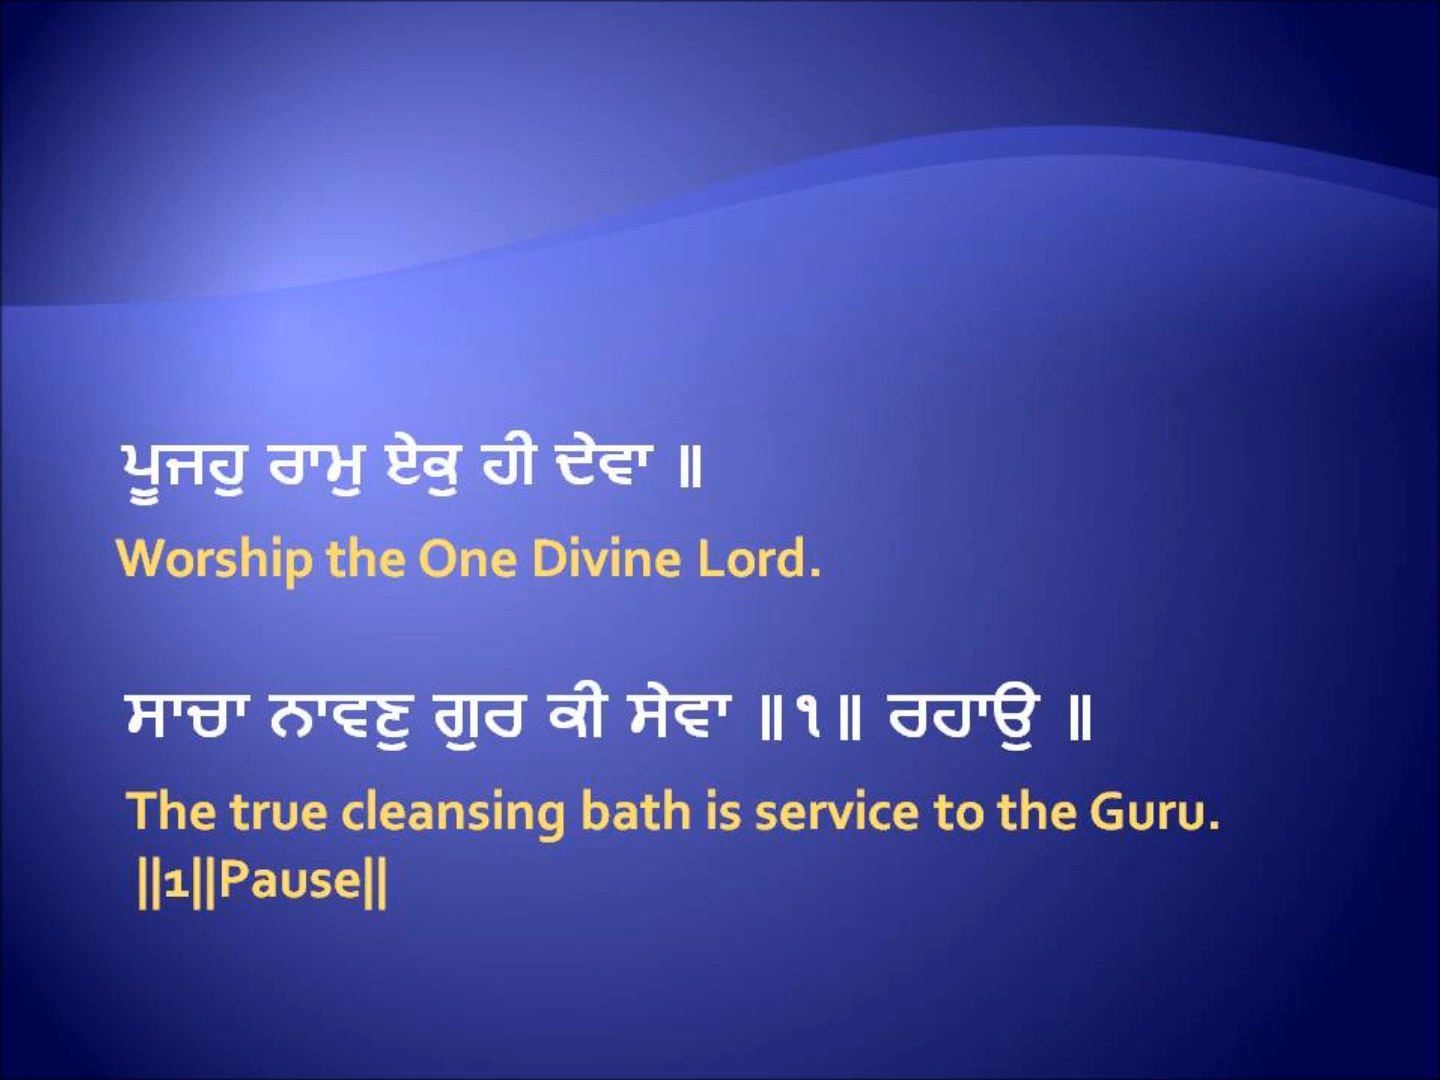 ਪੂਜਹੁ ਰਾਮੁ ਏਕੁ ਹੀ ਦੇਵਾ ॥
Worship the One Divine Lord.
ਸਾਚਾ ਨਾਵਣੁ ਗੁਰ ਕੀ ਸੇਵਾ ॥੧॥ ਰਹਾਉ ॥
The true cleansing bath is service to the Guru.
||1||Pause||